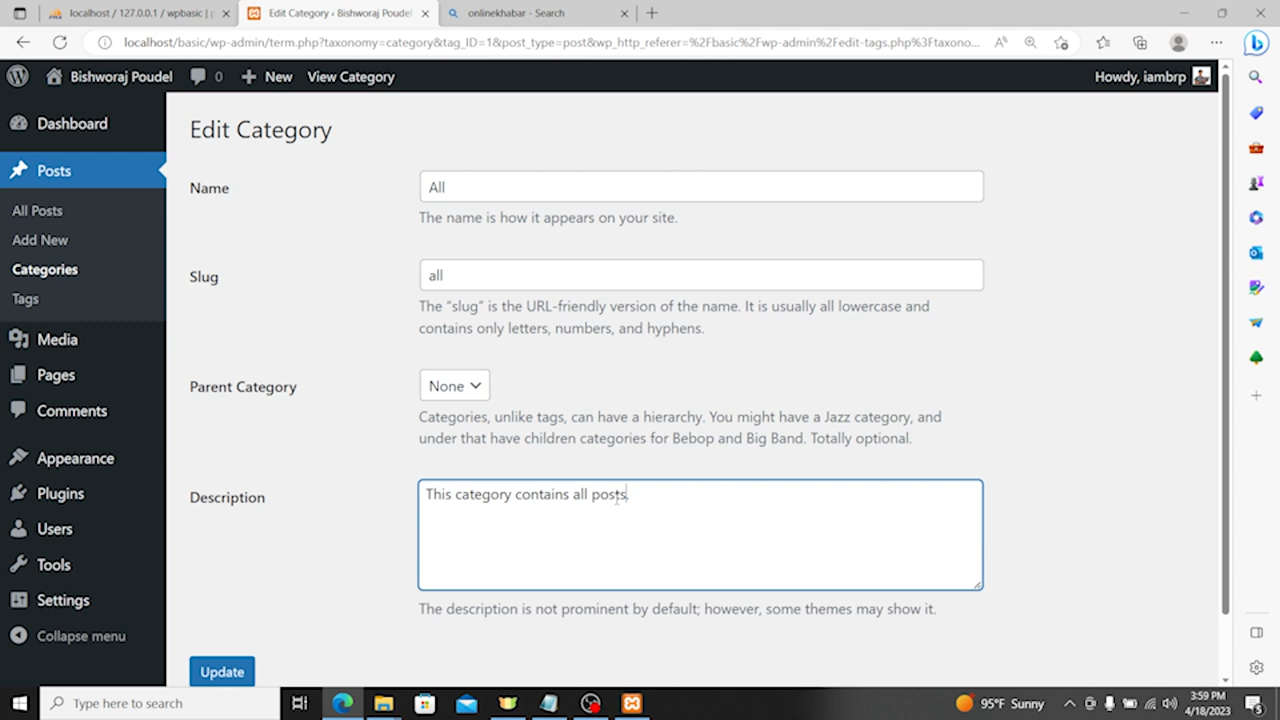 localhost / 127.0.0.1 / wpbasic | p
Edit Category ‹ Bishworaj Poudel
onlinekhabar - Search
localhost/basic/wp-admin/term.php?taxonomy=category&tag_ID=1&post_type=post&wp_http_referer=%2Fbasic%2Fwp-admin%2Fedit-tags.php%3Ftaxono...
Bishworaj Poudel
0
New
View Category
Howdy, iambrp
Dashboard
Posts
All Posts
Add New
Categories
Tags
Media
Pages
Comments
Appearance
Plugins
Users
Tools
Settings
Collapse menu
Edit Category
Name
All
The name is how it appears on your site.
Slug
all
The “slug” is the URL-friendly version of the name. It is usually all lowercase and
contains only letters, numbers, and hyphens.
Parent Category
None
Categories, unlike tags, can have a hierarchy. You might have a Jazz category, and
under that have children categories for Bebop and Big Band. Totally optional.
Description
This category contains all posts.
The description is not prominent by default; however, some themes may show it.
Update
Type here to search
95°F Sunny
3:59 PM
4/18/2023
5